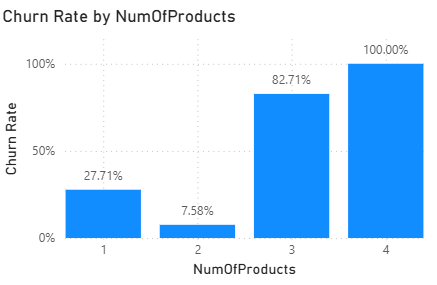 Churn Rate by NumOfProducts
100.00%
100%
82.71%
Churn Rate
50%
27.71%
7.58%
0%
1 2 3 4
NumOfProducts